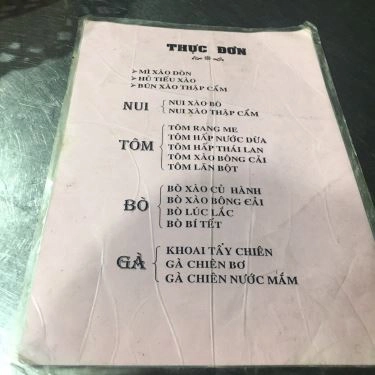 THỰC ĐƠN
MÌ XÀO DÒN
HỦ TIẾU XÀO
BÚN XÀO THẬP CẨM
NUI
NUI XÀO BÒ
NUI XÀO THẬP CẨM
TÔM
TÔM RANG ME
TÔM HẤP NƯỚC DỪA
TÔM HẤP THÁI LAN
TÔM XÀO BÔNG CẢI
TÔM LĂN BỘT
BÒ
BÒ XÀO CỦ HÀNH
BÒ XÀO BÔNG CẢI
BÒ LÚC LẮC
BÒ BÍ TẾT
GÀ
KHOAI TẨY CHIÊN
GÀ CHIÊN BƠ
GÀ CHIÊN NƯỚC MẮM